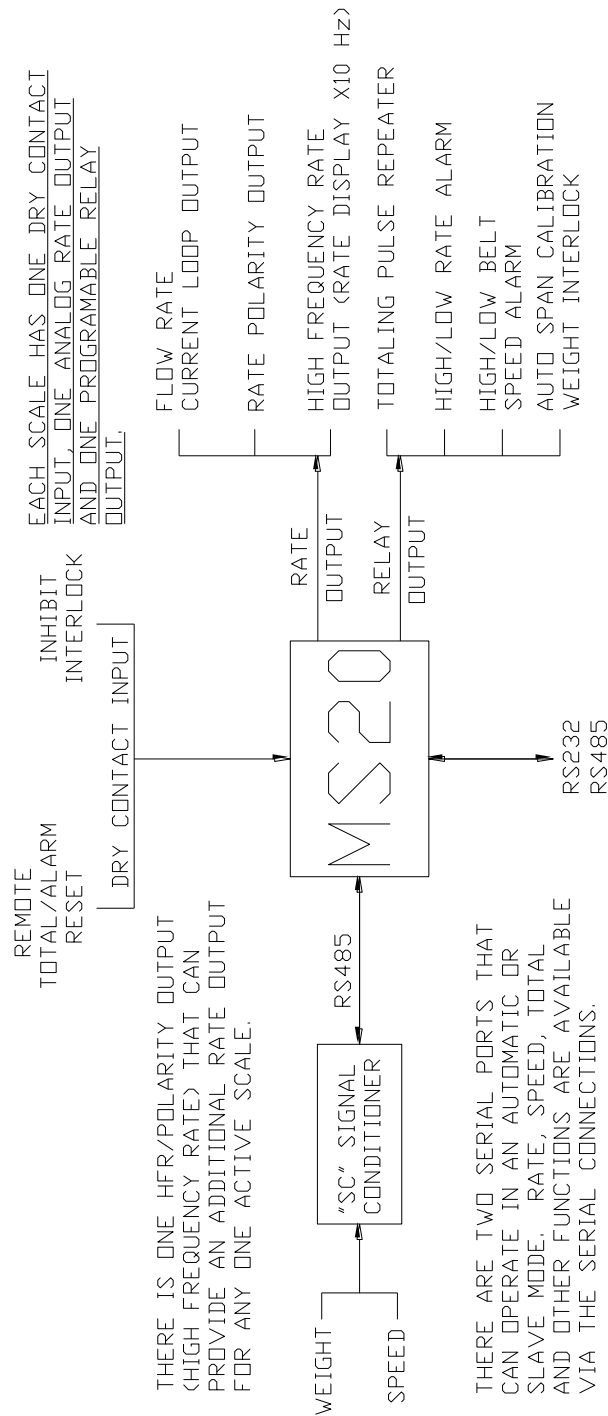 REMOTE
TOTAL/ALARM
RESET
INHIBIT
INTERLOCK
DRY CONTACT INPUT
EACH SCALE HAS ONE DRY CONTACT
INPUT, ONE ANALOG RATE OUTPUT
AND ONE PROGRAMABLE RELAY
OUTPUT.
THERE IS ONE HFR/POLARITY OUTPUT
(HIGH FREQUENCY RATE) THAT CAN
PROVIDE AN ADDITIONAL RATE OUTPUT
FOR ANY ONE ACTIVE SCALE.
WEIGHT
SPEED
"SC" SIGNAL
CONDITIONER
RS485
MS20
RATE
OUTPUT
RELAY
OUTPUT
FLOW RATE
CURRENT LOOP OUTPUT
RATE POLARITY OUTPUT
HIGH FREQUENCY RATE
OUTPUT (RATE DISPLAY X10 Hz)
TOTALING PULSE REPEATER
HIGH/LOW RATE ALARM
HIGH/LOW BELT
SPEED ALARM
AUTO SPAN CALIBRATION
WEIGHT INTERLOCK
THERE ARE TWO SERIAL PORTS THAT
CAN OPERATE IN AN AUTOMATIC OR
SLAVE MODE. RATE, SPEED, TOTAL
AND OTHER FUNCTIONS ARE AVAILABLE
VIA THE SERIAL CONNECTIONS.
RS232
RS485